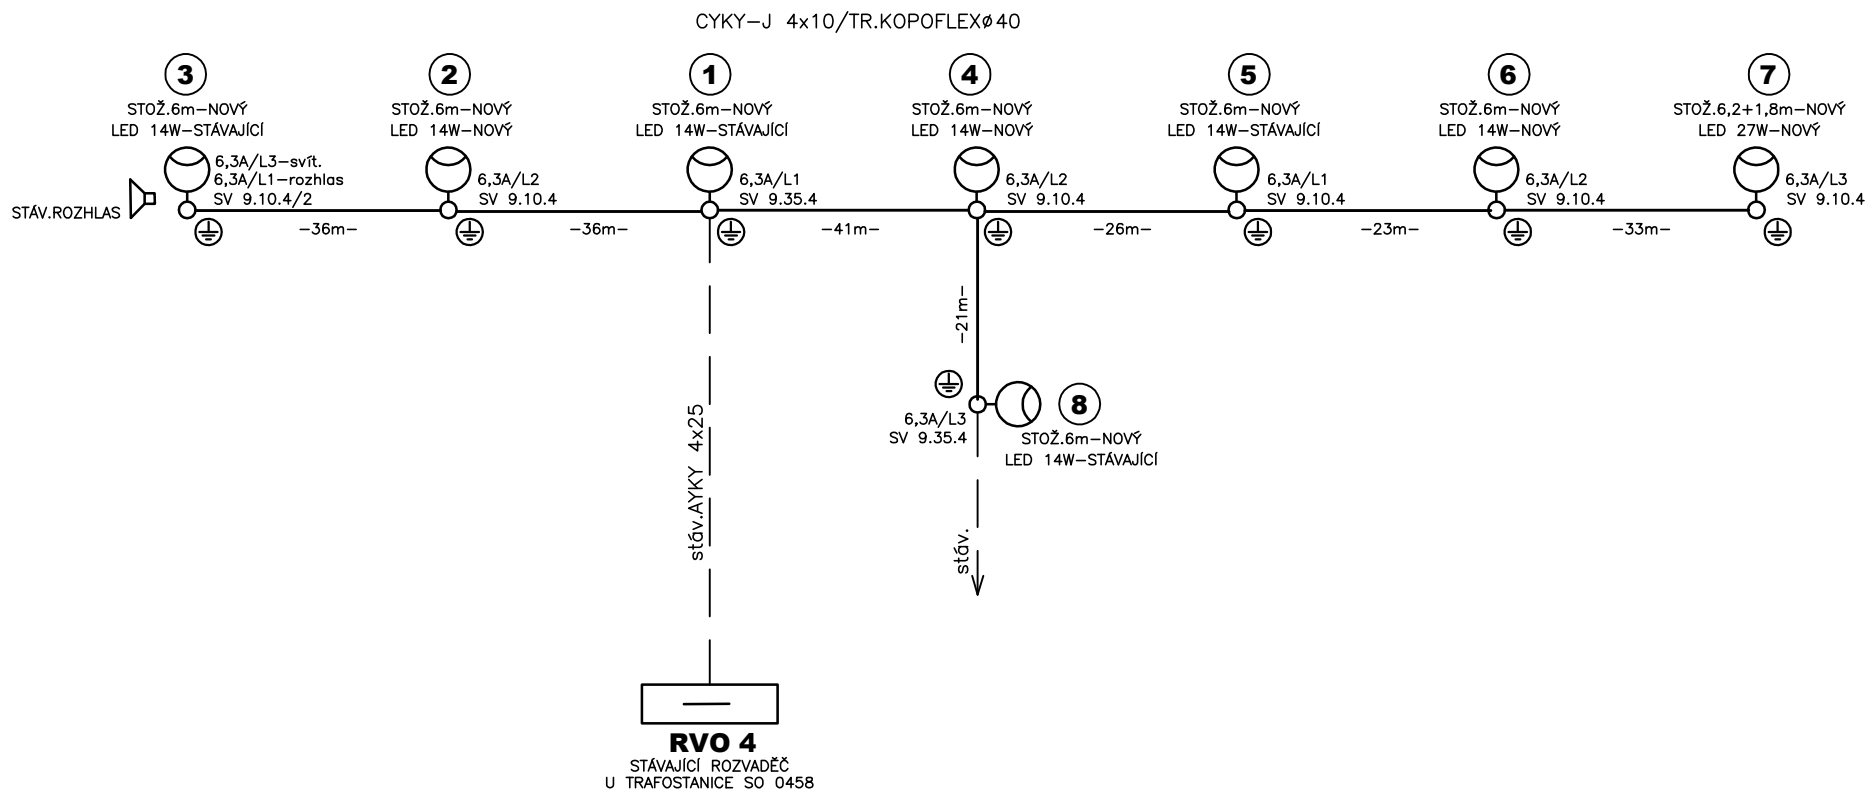 CYKY-J 4x10/TR.KOPOFLEXø40
3
STOŽ.6m-NOVÝ
LED 14W-STÁVAJÍCÍ
6,3A/L3-svít.
6,3A/L1-rozhlas
SV 9.10.4/2
STÁV.ROZHLAS
-36m-
2
STOŽ.6m-NOVÝ
LED 14W-NOVÝ
6,3A/L2
SV 9.10.4
-36m-
1
STOŽ.6m-NOVÝ
LED 14W-STÁVAJÍCÍ
6,3A/L1
SV 9.35.4
-41m-
4
STOŽ.6m-NOVÝ
LED 14W-NOVÝ
6,3A/L2
SV 9.10.4
-26m-
5
STOŽ.6m-NOVÝ
LED 14W-STÁVAJÍCÍ
6,3A/L1
SV 9.10.4
-23m-
6
STOŽ.6m-NOVÝ
LED 14W-NOVÝ
6,3A/L2
SV 9.10.4
-33m-
7
STOŽ.6,2+1,8m-NOVÝ
LED 27W-NOVÝ
6,3A/L3
SV 9.10.4
-21m-
8
6,3A/L3
SV 9.35.4
STOŽ.6m-NOVÝ
LED 14W-STÁVAJÍCÍ
stáv.AYKY 4x25
stáv.
RVO 4
STÁVAJÍCÍ ROZVADĚČ
U TRAFOSTANICE SO 0458